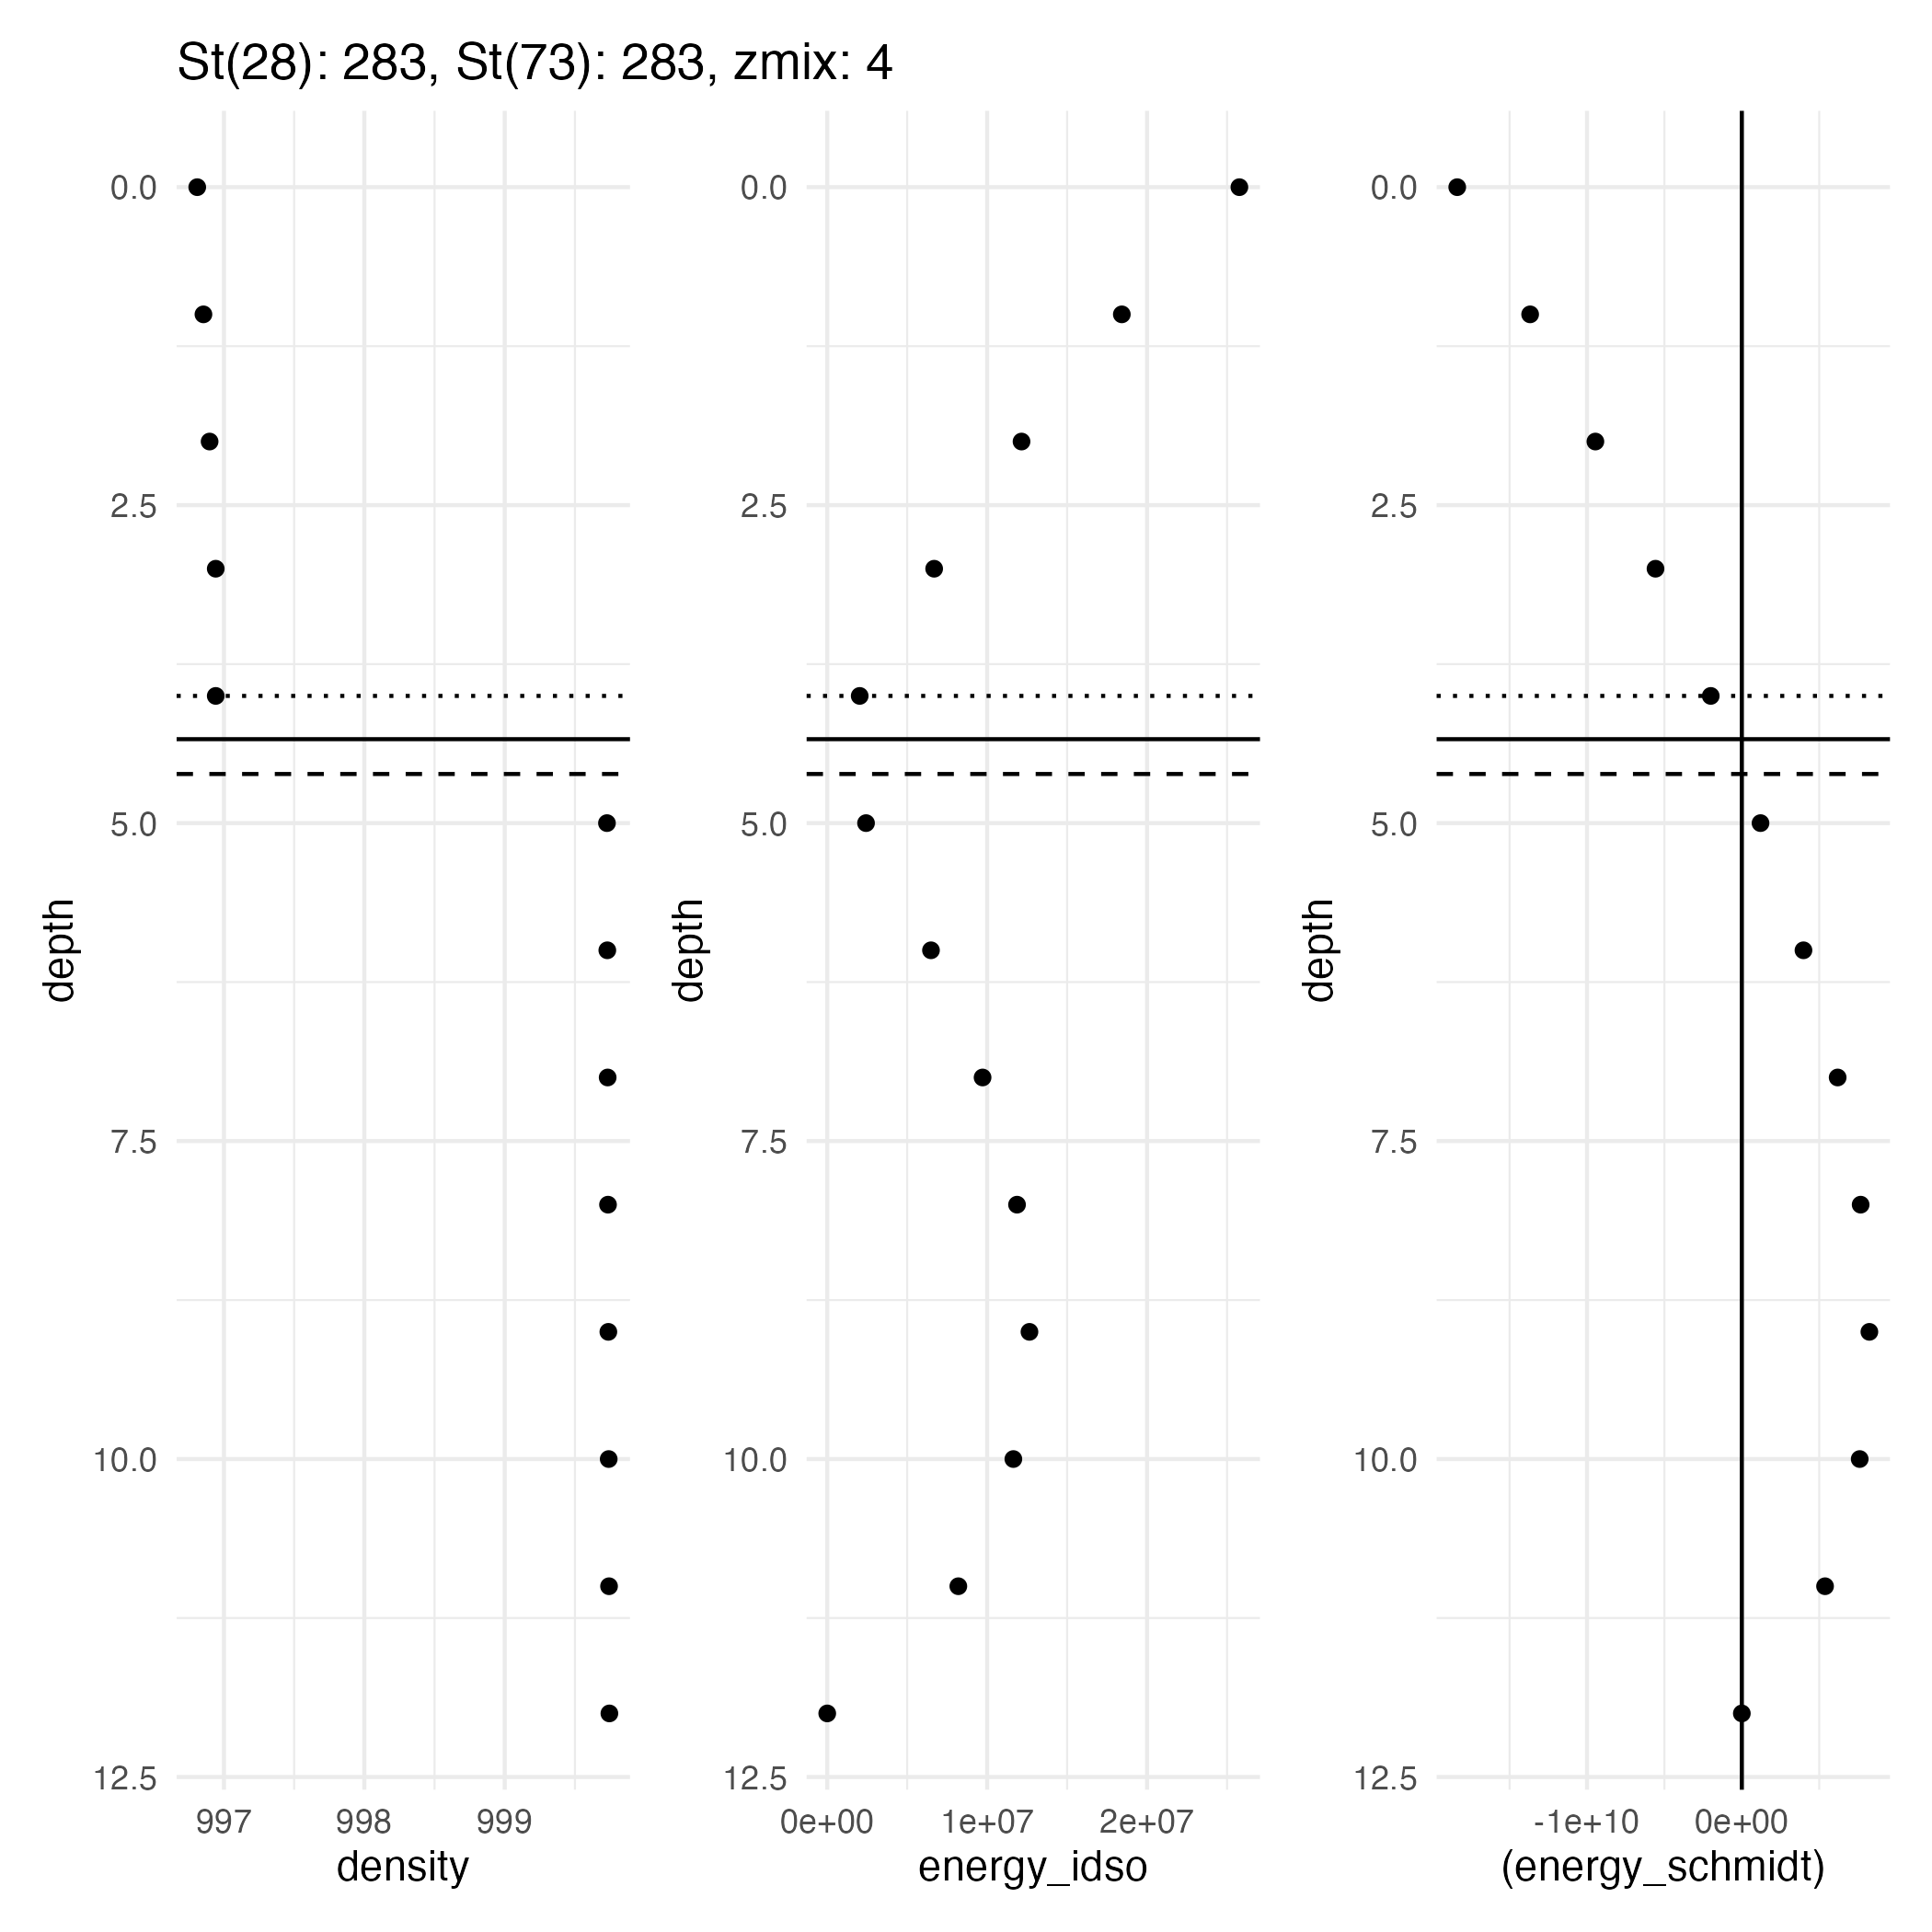 St(28): 283, St(73): 283, zmix: 4
0.0
2.5
5.0
7.5
10.0
12.5
depth
997 998 999
density
0.0
2.5
5.0
7.5
10.0
12.5
depth
0e+00 1e+07 2e+07
energy_idso
0.0
2.5
5.0
7.5
10.0
12.5
depth
-1e+10 0e+00
(energy_schmidt)